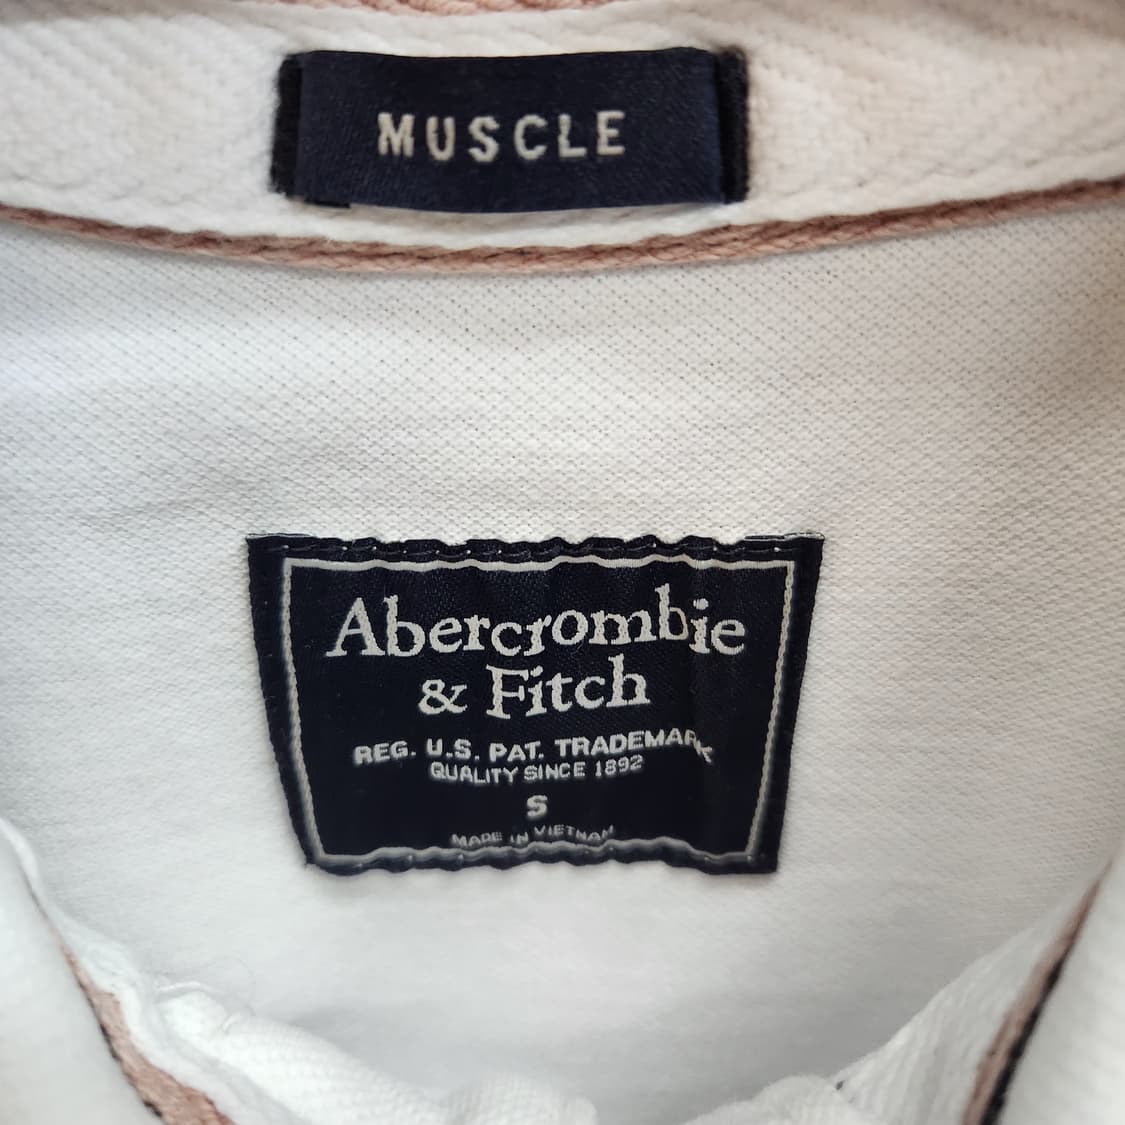 MUSCLE
Abercrombie
& Fitch
REG. U.S. PAT. TRADEMARK
QUALITY SINCE 1892
S
MADE IN VIETNAM